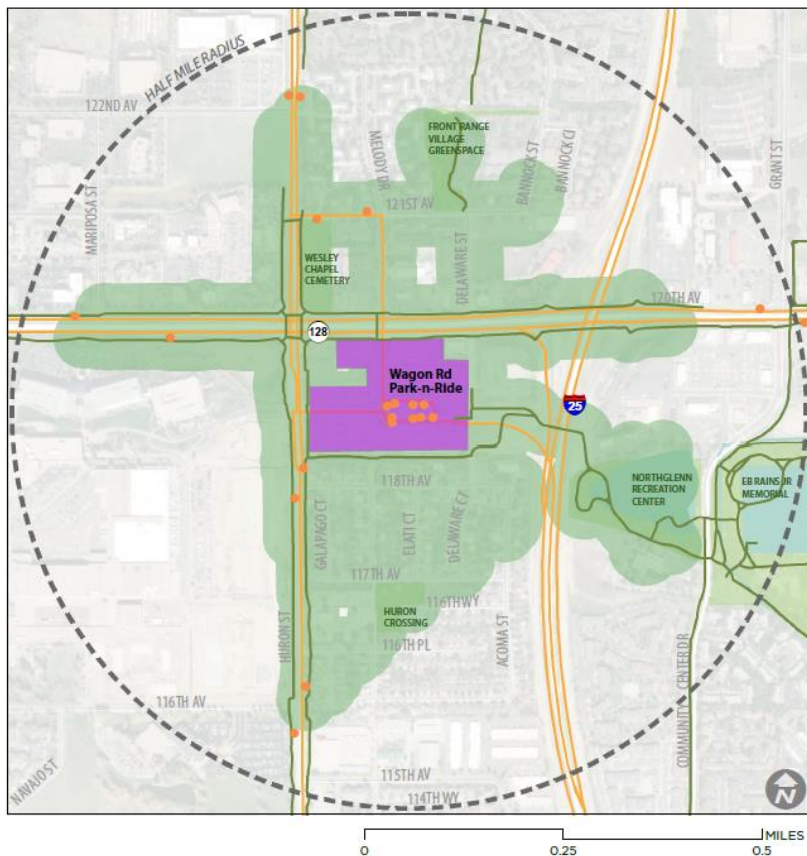 HALF MILE RADIUS
122ND AV
MELODY DR
FRONT RANGE
VILLAGE
GREENSPACE
BANNOCK ST
BANNOCK CI
GRANT ST
MARIPOSA ST
121ST AV
WESLEY
CHAPEL
CEMETERY
DELAWARE ST
120TH AV
128
Wagon Rd
Park-n-Ride
25
118TH AV
NORTHGLENN
RECREATION
CENTER
EB RAINS JR
MEMORIAL
GALAPAGO CT
ELATI CT
DELAWARE CT
117TH AV
116TH WY
HURON
CROSSING
HURON ST
116TH PL
ACOMA ST
COMMUNITY CENTER DR
116TH AV
NAVAJO ST
115TH AV
114TH WY
N
MILES
0
0.25
0.5